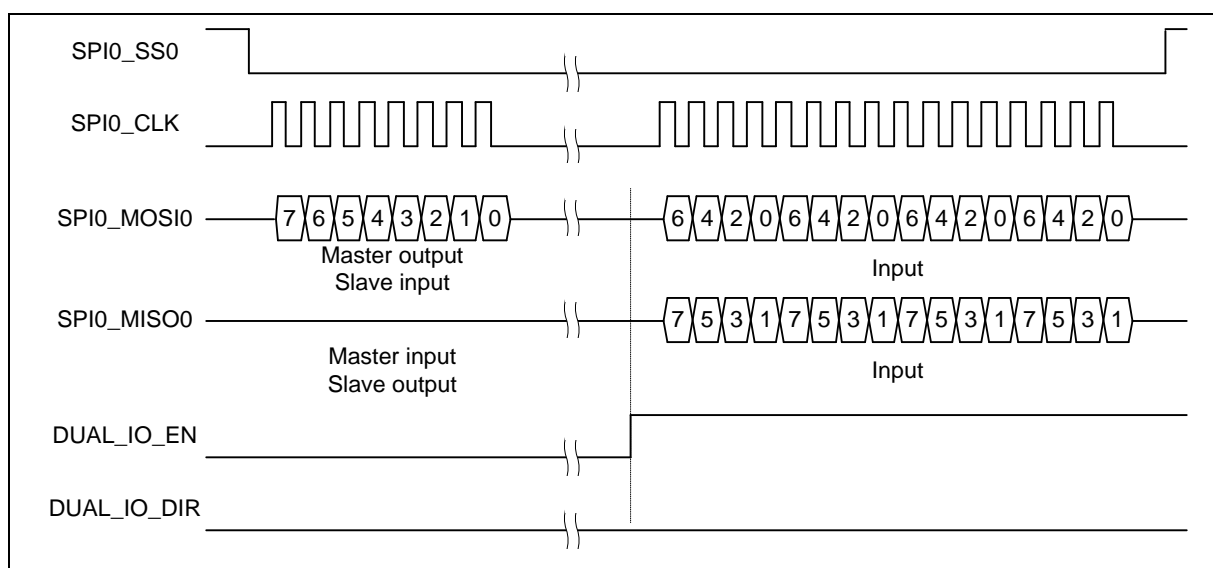 SPI0_SS0
SPI0_CLK
SPI0_MOSI0
7 6 5 4 3 2 1 0
6 4 2 0 6 4 2 0 6 4 2 0 6 4 2 0
Master output
Slave input
Input
SPI0_MISO0
7 5 3 1 7 5 3 1 7 5 3 1 7 5 3 1
Master input
Slave output
Input
DUAL_IO_EN
DUAL_IO_DIR